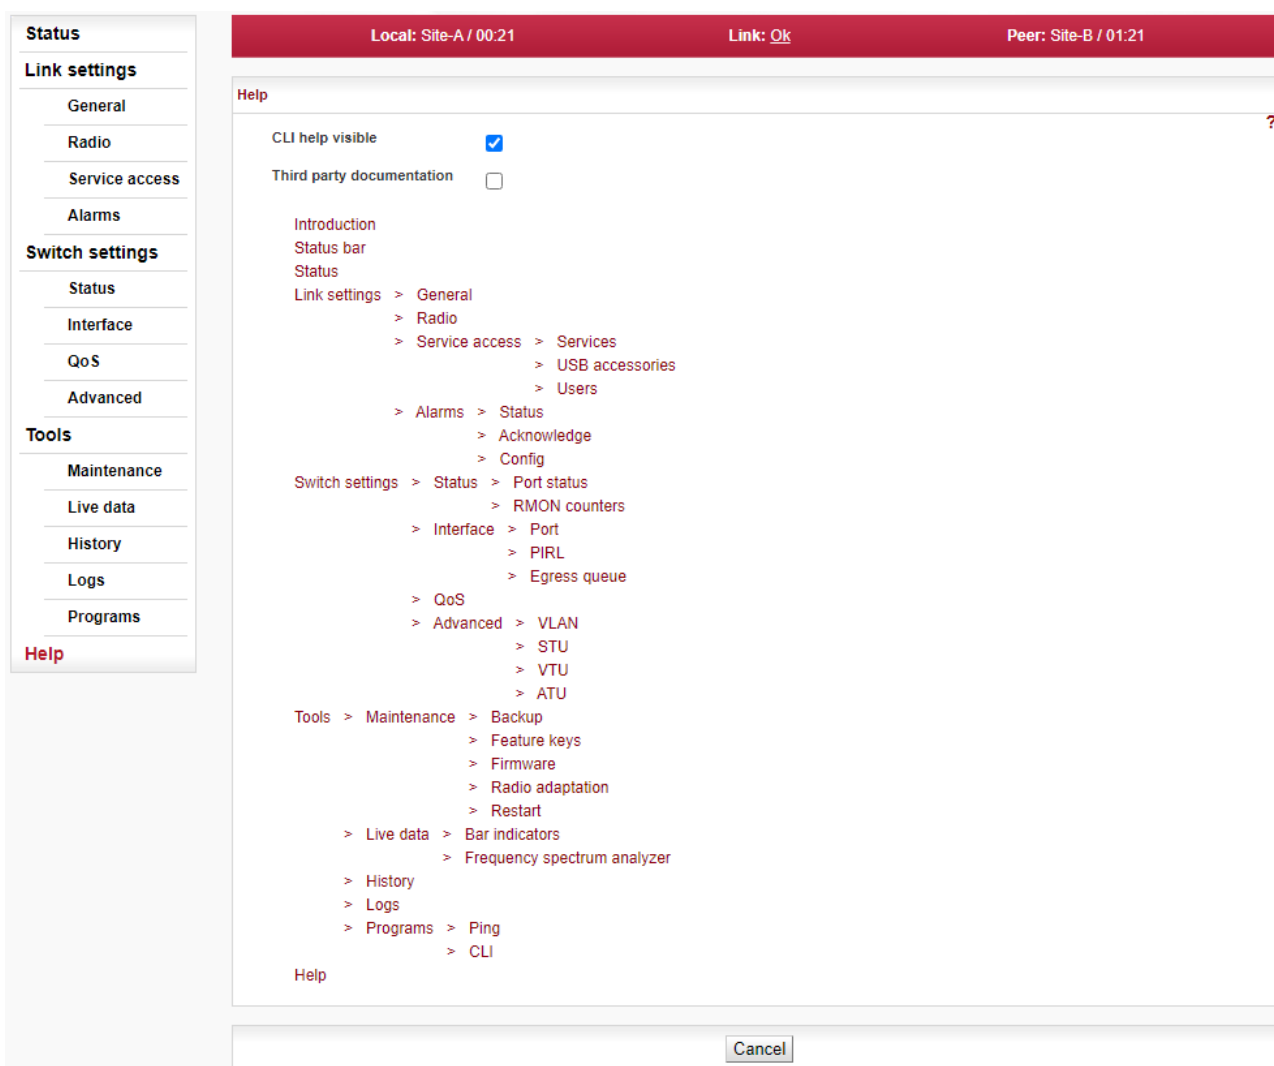 Status
Link settings
General
Radio
Service access
Alarms
Switch settings
Status
Interface
QoS
Advanced
Tools
Maintenance
Live data
History
Logs
Programs
Help
Local: Site-A / 00:21 Link: Ok Peer: Site-B / 01:21
Help
?
CLI help visible
Third party documentation
Introduction
Status bar
Status
Link settings > General
> Radio
> Service access > Services
> USB accessories
> Users
> Alarms > Status
> Acknowledge
> Config
Switch settings > Status > Port status
> RMON counters
> Interface > Port
> PIRL
> Egress queue
> QoS
> Advanced > VLAN
> STU
> VTU
> ATU
Tools > Maintenance > Backup
> Feature keys
> Firmware
> Radio adaptation
> Restart
> Live data > Bar indicators
> Frequency spectrum analyzer
> History
> Logs
> Programs > Ping
> CLI
Help
Cancel